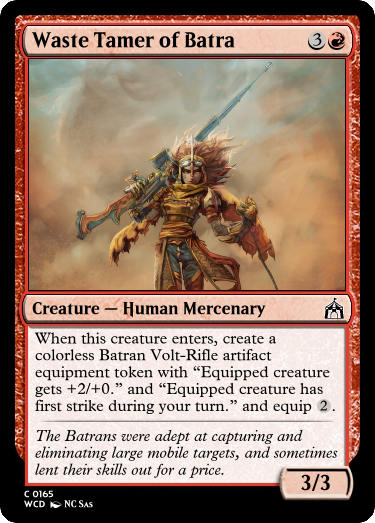 Waste Tamer of Batra 3
Creature — Human Mercenary
When this creature enters, create a
colorless Batran Volt-Rifle artifact
equipment token with “Equipped creature
gets +2/+0.” and “Equipped creature has
first strike during your turn.” and equip 2.
The Batrans were adept at capturing and
eliminating large mobile targets, and sometimes
lent their skills out for a price.
3/3
C 0165
WCD NC Sas